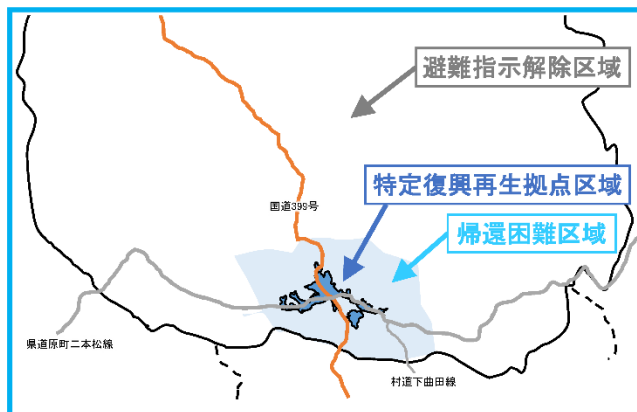 避難指示解除区域
特定復興再生拠点区域
国道399号
帰還困難区域
県道原町二本松線
村道下曲田線